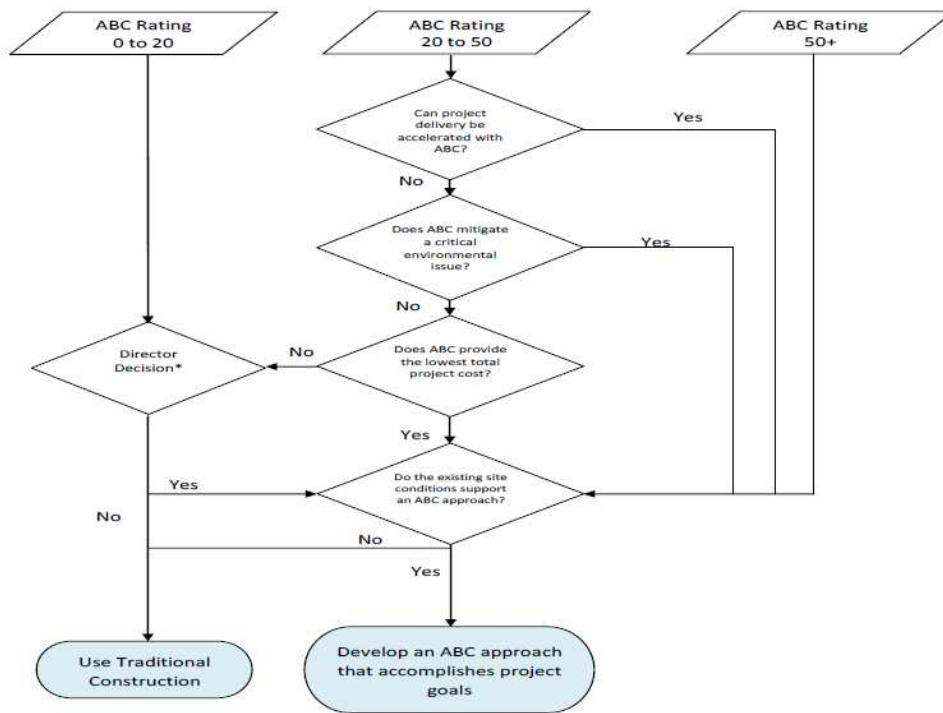 ABC Rating
0 to 20
ABC Rating
20 to 50
ABC Rating
50+
Can project
delivery be
accelerated with
ABC?
Yes
No
Does ABC mitigate
a critical
environmental
issue?
Yes
No
Director
Decision*
No
Does ABC provide
the lowest total
project cost?
Yes
Yes
Do the existing site
conditions support
an ABC approach?
No
No
Yes
Use Traditional
Construction
Develop an ABC approach
that accomplishes project
goals